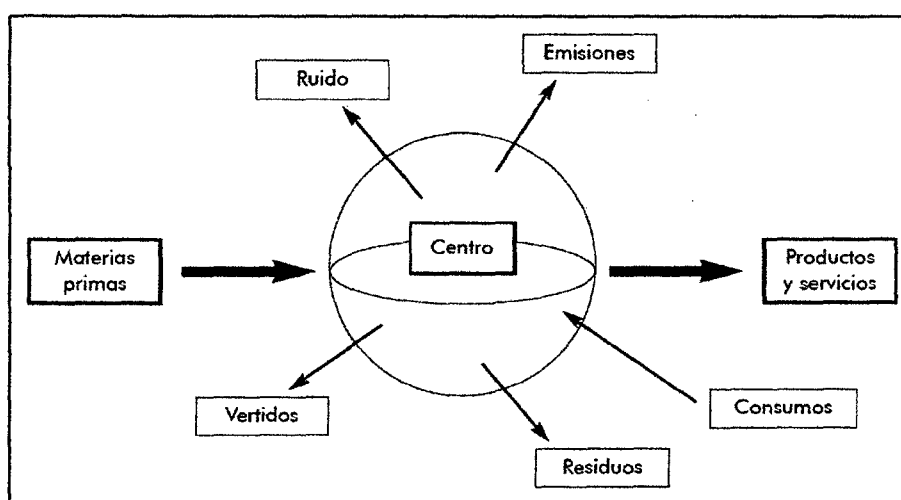 Emisiones
Ruido
Centro
Materias
primas
Productos
y servicios
Vertidos
Consumos
Residuos